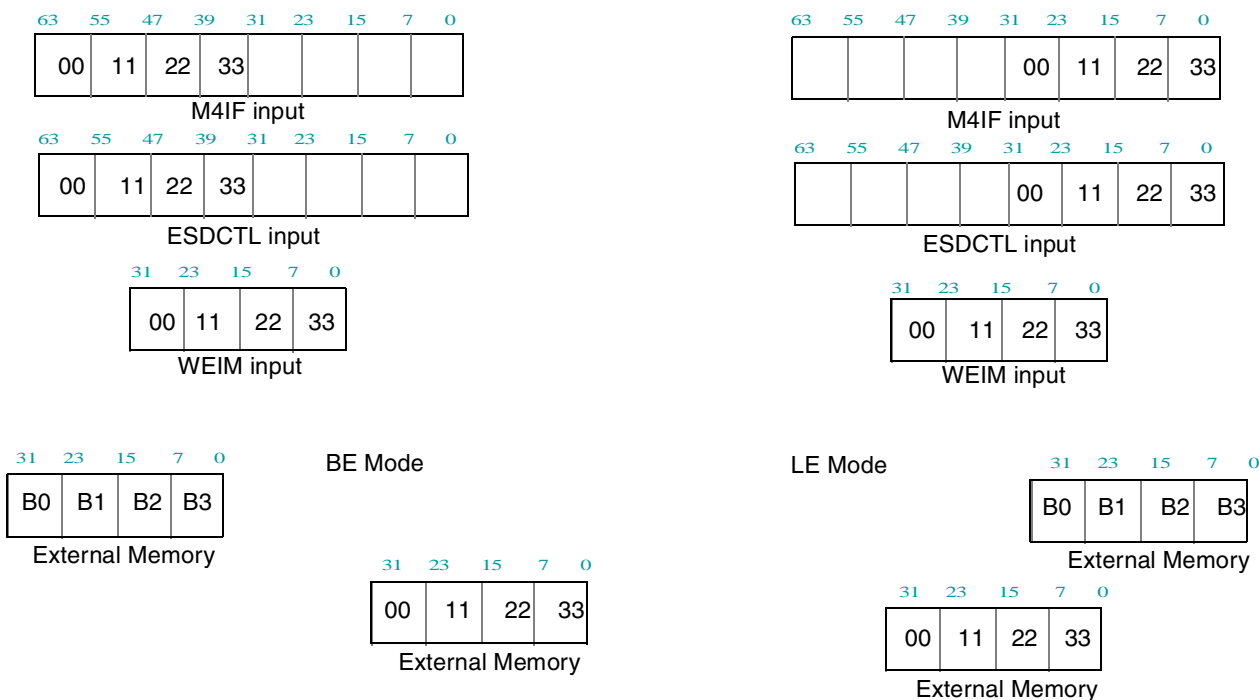 63 55 47 39 31 23 15 7 0
00 11 22 33
M4IF input
63 55 47 39 31 23 15 7 0
00 11 22 33
ESDCTL input
31 23 15 7 0
00 11 22 33
WEIM input
31 23 15 7 0
B0 B1 B2 B3
External Memory
BE Mode
31 23 15 7 0
00 11 22 33
External Memory
63 55 47 39 31 23 15 7 0
00 11 22 33
M4IF input
63 55 47 39 31 23 15 7 0
00 11 22 33
ESDCTL input
31 23 15 7 0
00 11 22 33
WEIM input
LE Mode
31 23 15 7 0
B0 B1 B2 B3
External Memory
31 23 15 7 0
00 11 22 33
External Memory